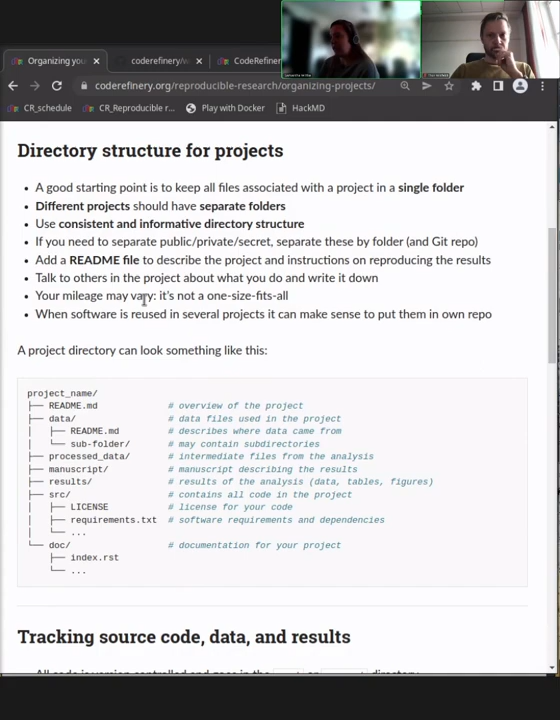 Organizing you
coderefinery/w
CodeRefiner
coderefinery.org/reproducible-research/organizing-projects/
CR_schedule
CR_Reproducible r...
Play with Docker
HackMD
Directory structure for projects
• A good starting point is to keep all files associated with a project in a single folder
• Different projects should have separate folders
• Use consistent and informative directory structure
• If you need to separate public/private/secret, separate these by folder (and Git repo)
• Add a README file to describe the project and instructions on reproducing the results
• Talk to others in the project about what you do and write it down
• Your mileage may vary: it's not a one-size-fits-all
• When software is reused in several projects it can make sense to put them in own repo
A project directory can look something like this:
project_name/
├── README.md # overview of the project
├── data/ # data files used in the project
│   ├── README.md # describes where data came from
│   └── sub-folder/ # may contain subdirectories
├── processed_data/ # intermediate files from the analysis
├── manuscript/ # manuscript describing the results
├── results/ # results of the analysis (data, tables, figures)
├── src/ # contains all code in the project
│   ├── LICENSE # license for your code
│   ├── requirements.txt # software requirements and dependencies
│   └── ...
└── doc/ # documentation for your project
    ├── index.rst
    └── ...
Tracking source code, data, and results